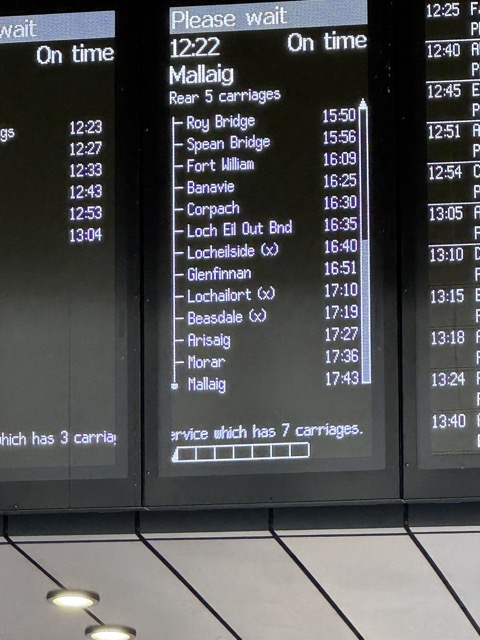 wait
On time
gs 12:23
12:27
12:33
12:43
12:53
13:04
which has 3 carria
Please wait
12:22 On time
Mallaig
Rear 5 carriages
Roy Bridge 15:50
Spean Bridge 15:56
Fort William 16:09
Banavie 16:25
Corpach 16:30
Loch Eil Out Bnd 16:35
Locheilside (x) 16:40
Glenfinnan 16:51
Lochailort (x) 17:10
Beasdale (x) 17:19
Arisaig 17:27
Morar 17:36
Mallaig 17:43
ervice which has 7 carriages.
12:25 F
P
12:40 A
P
12:45 E
P
12:51 A
P
12:54 C
P
13:05 A
13:10 D
13:15 E
13:18
13:24
13:40